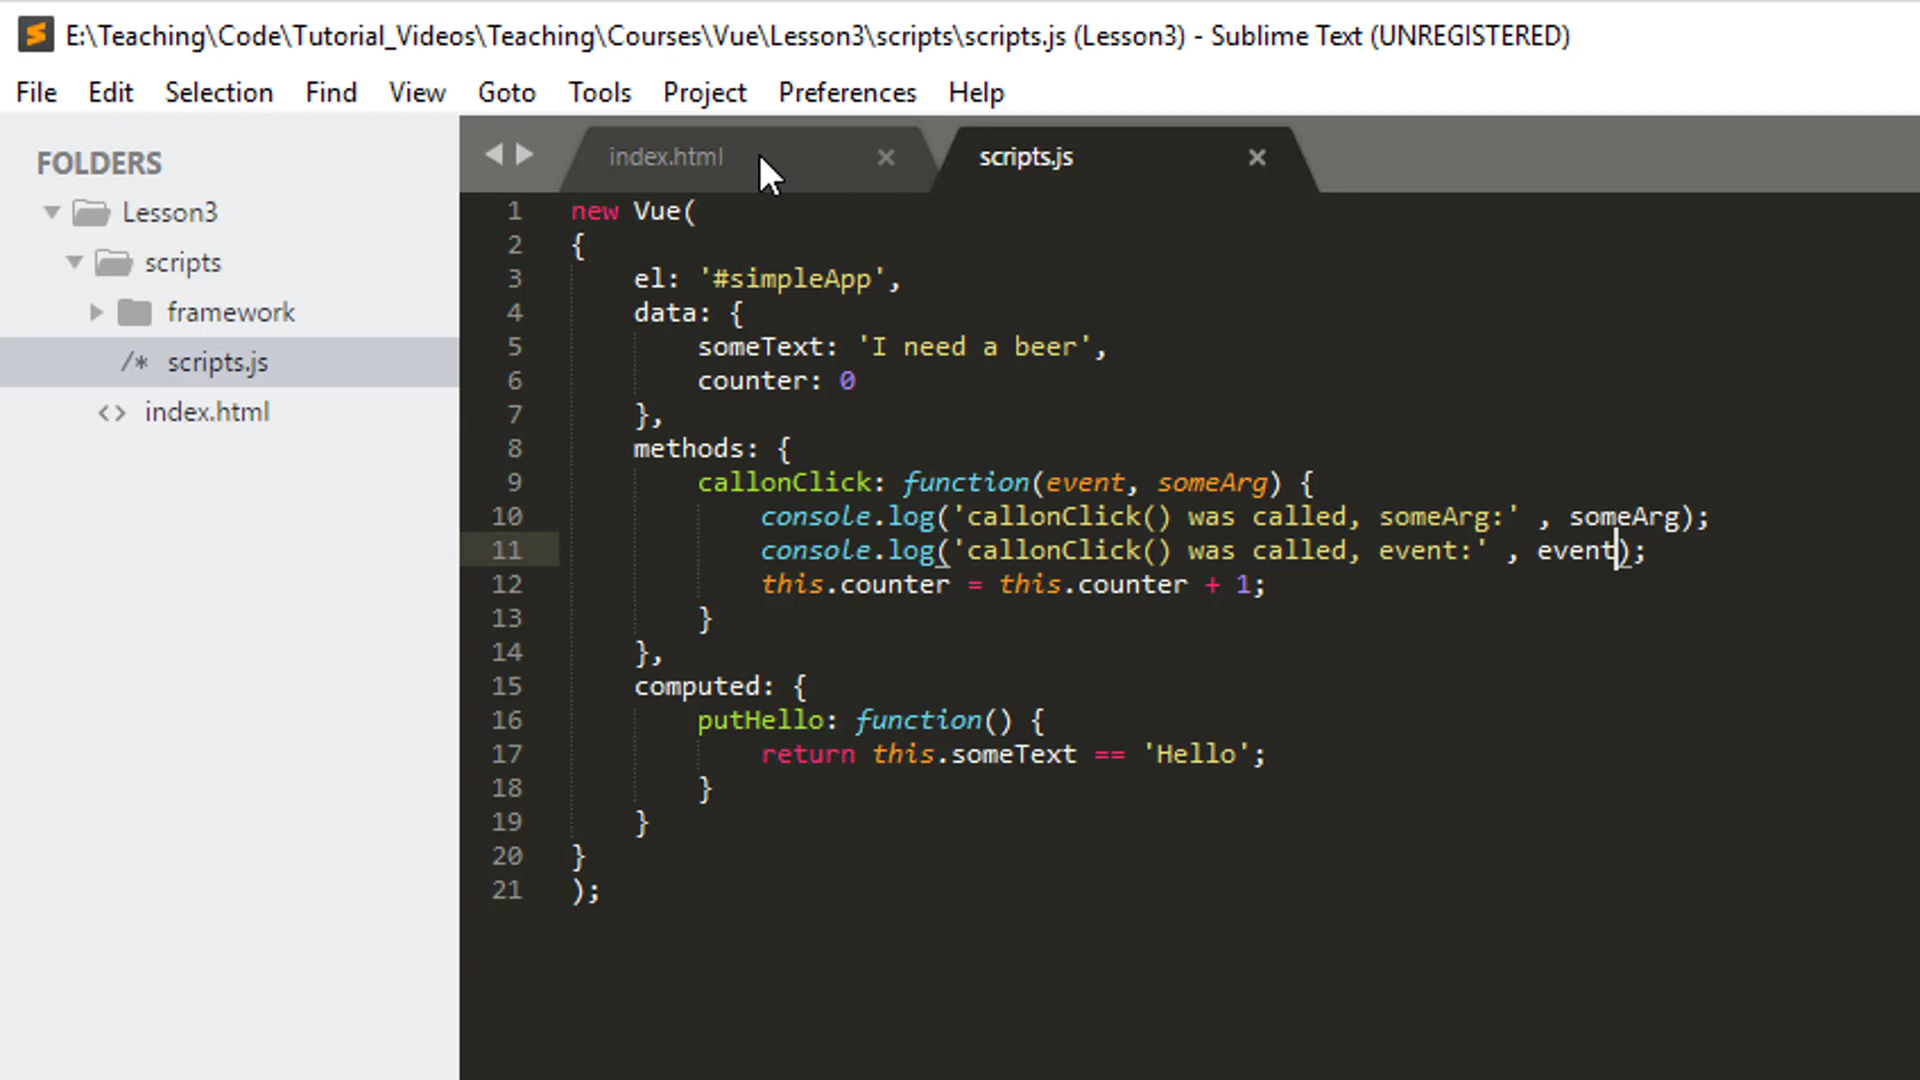 E:\Teaching\Code\Tutorial_Videos\Teaching\Courses\Vue\Lesson3\scripts\scripts.js (Lesson3) - Sublime Text (UNREGISTERED)
File Edit Selection Find View Goto Tools Project Preferences Help
FOLDERS
Lesson3
scripts
framework
/* scripts.js
<> index.html
index.html × scripts.js ×
1 new Vue(
2 {
3 el: '#simpleApp',
4 data: {
5 someText: 'I need a beer',
6 counter: 0
7 },
8 methods: {
9 callonClick: function(event, someArg) {
10 console.log('callonClick() was called, someArg:' , someArg);
11 console.log('callonClick() was called, event:' , event);
12 this.counter = this.counter + 1;
13 }
14 },
15 computed: {
16 putHello: function() {
17 return this.someText == 'Hello';
18 }
19 }
20 }
21 );